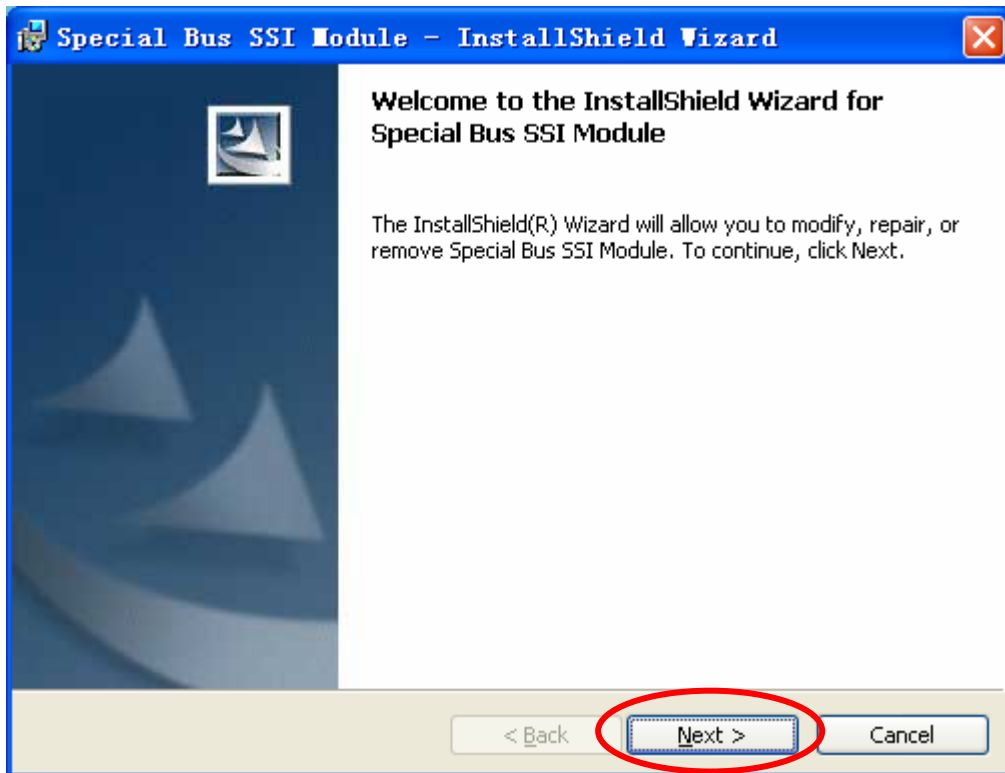 Special Bus SSI Module - InstallShield Wizard
Welcome to the InstallShield Wizard for
Special Bus SSI Module
The InstallShield(R) Wizard will allow you to modify, repair, or
remove Special Bus SSI Module. To continue, click Next.
< Back Next > Cancel